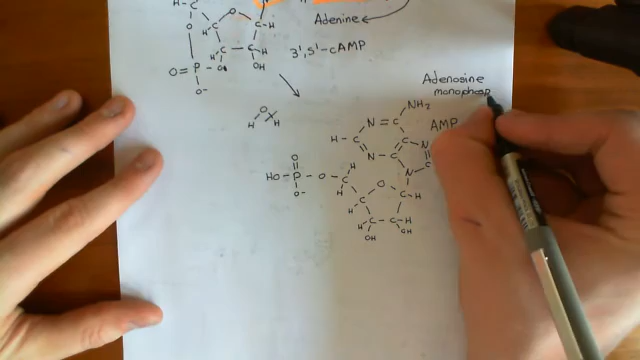 Adenine
3',5'-cAMP
Adenosine
monophosp
AMP
H
C
H
O
H
C
C
H
H
C
C
H
O
O=P-O
OH
O-
H
O
H
NH2
N=C
H-C
C
N
N-C
C
N
H
O
HO-P-O-C
O-
H
O
C
C-H
H
H
C-C-H
OH
OH